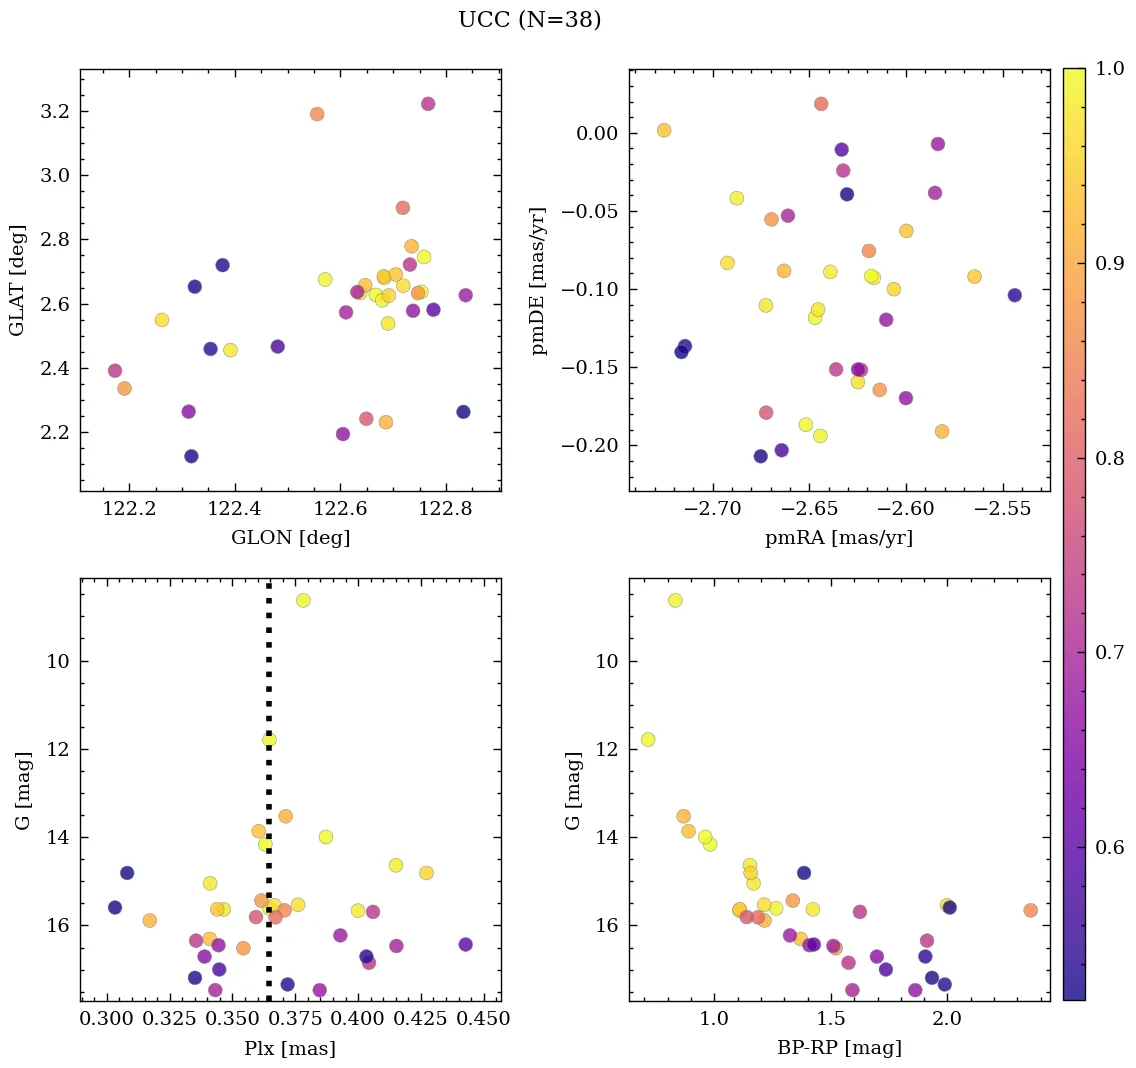 UCC (N=38)
3.2
3.0
2.8
2.6
2.4
2.2
GLAT [deg]
122.2 122.4 122.6 122.8
GLON [deg]
0.00
−0.05
−0.10
−0.15
−0.20
pmDE [mas/yr]
−2.70 −2.65 −2.60 −2.55
pmRA [mas/yr]
1.0
0.9
0.8
0.7
0.6
10
12
14
16
G [mag]
0.300 0.325 0.350 0.375 0.400 0.425 0.450
Plx [mas]
10
12
14
16
G [mag]
1.0 1.5 2.0
BP-RP [mag]